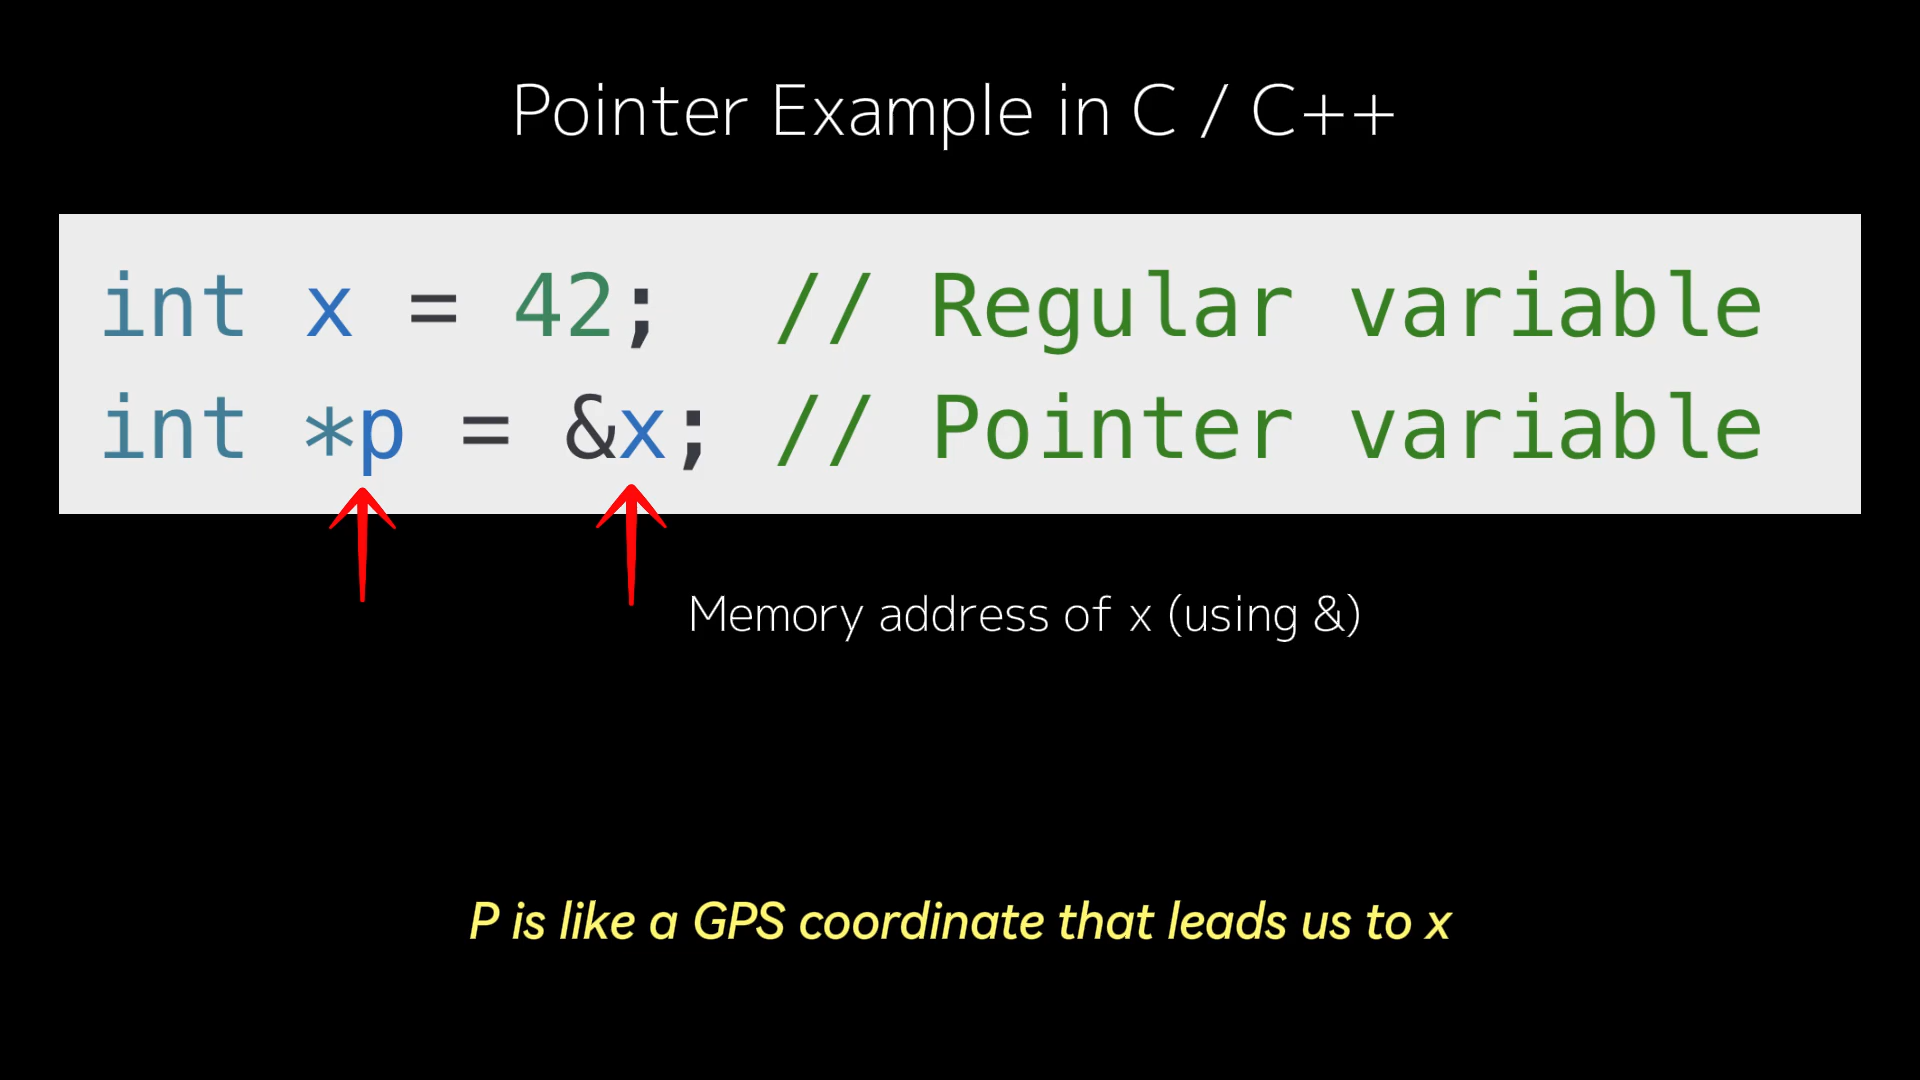 Pointer Example in C / C++
int x = 42;  // Regular variable
int *p = &x; // Pointer variable
Memory address of x (using &)
P is like a GPS coordinate that leads us to x